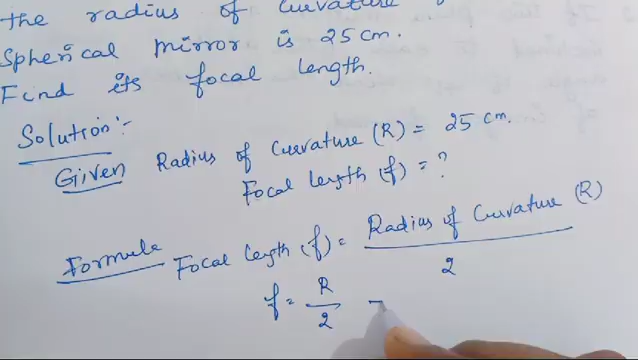 the radius of Curvature
Spherical mirror is 25 cm.
Find its focal length.
Solution:-
Given Radius of Curvature (R) = 25 cm.
Focal length (f) = ?
Formula Focal length (f) = Radius of Curvature (R)
2
f = R
2